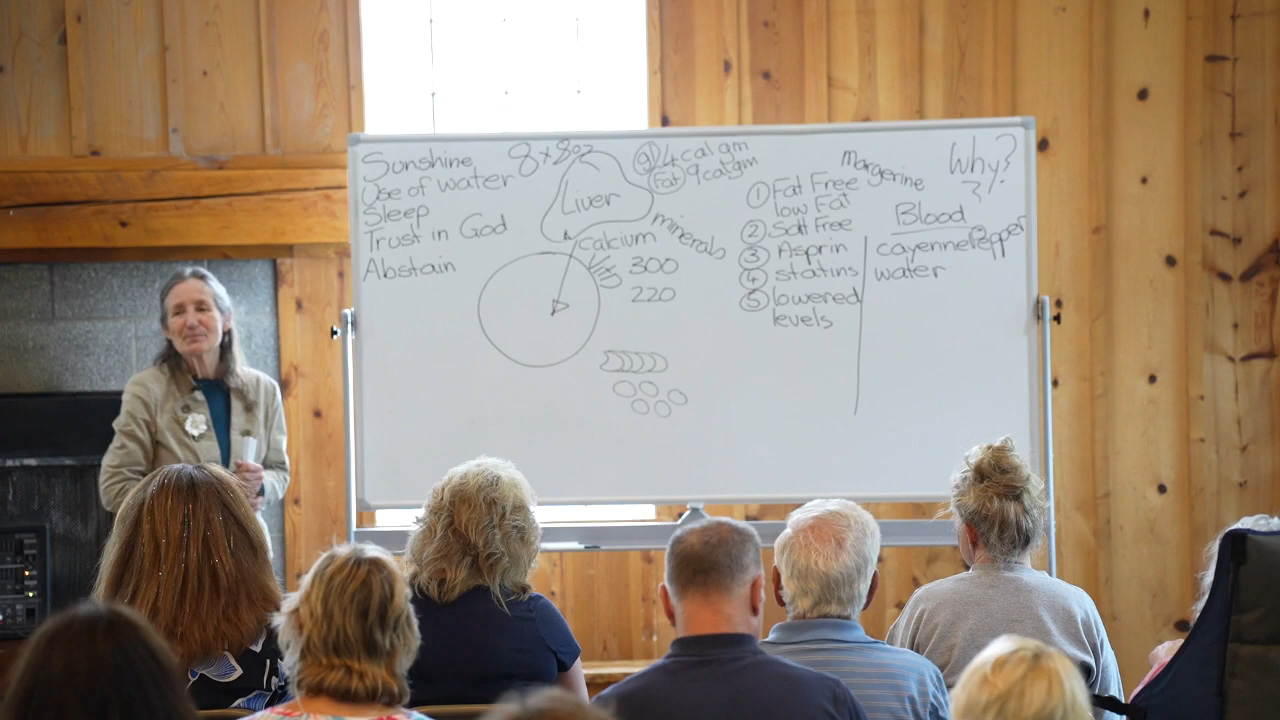 Sunshine
Use of water
Sleep
Trust in God
Abstain
8x8oz
Liver
g 4 cal gm
Fat 9 cal gm
minerals
calcium
300
220
margerine
① Fat Free
low Fat
② Salt Free
③ Asprin
④ statins
⑤ lowered
levels
Why?
Blood
cayenne Pepper
water